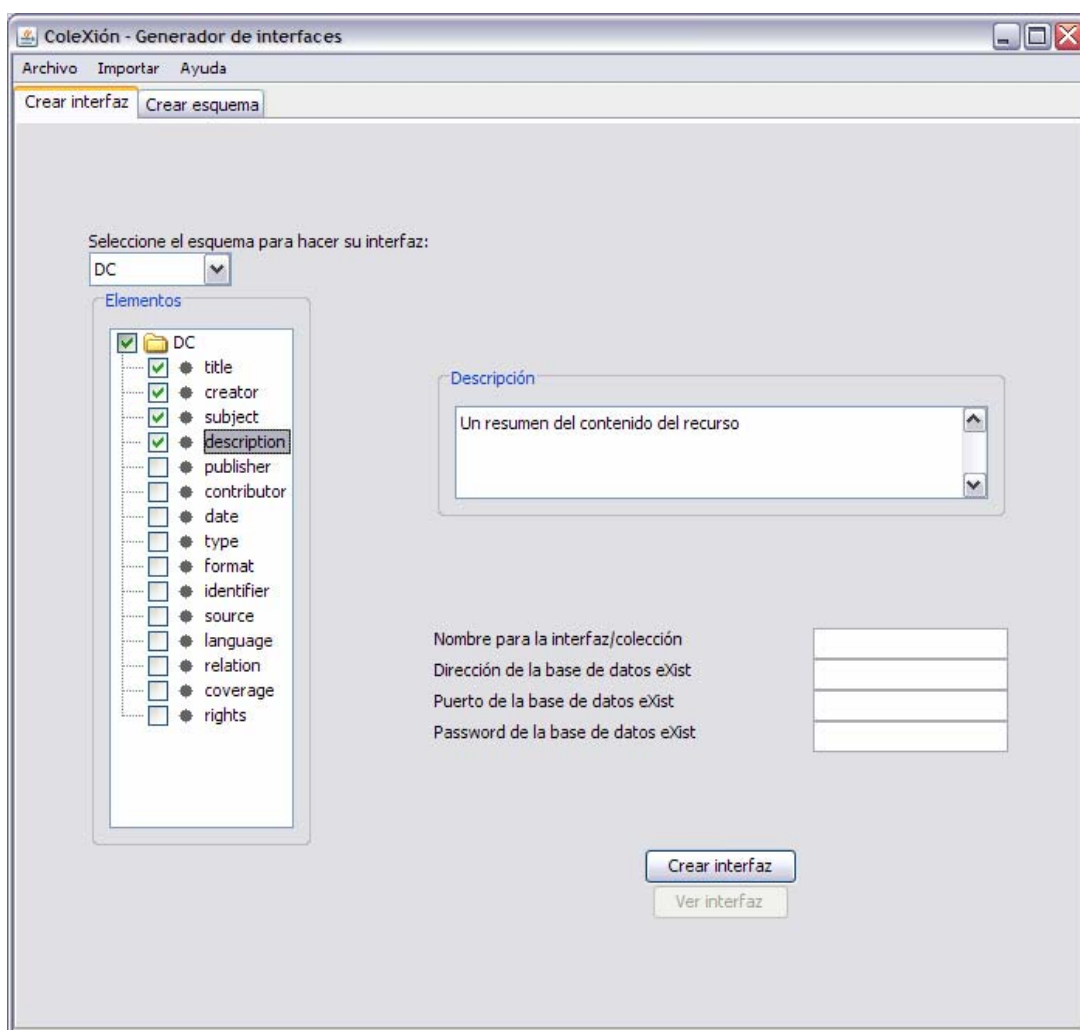 ColeXión - Generador de interfaces
Archivo Importar Ayuda
Crear interfaz Crear esquema
Seleccione el esquema para hacer su interfaz:
DC
Elementos
DC
title
creator
subject
description
publisher
contributor
date
type
format
identifier
source
language
relation
coverage
rights
Descripción
Un resumen del contenido del recurso
Nombre para la interfaz/colección
Dirección de la base de datos eXist
Puerto de la base de datos eXist
Password de la base de datos eXist
Crear interfaz
Ver interfaz